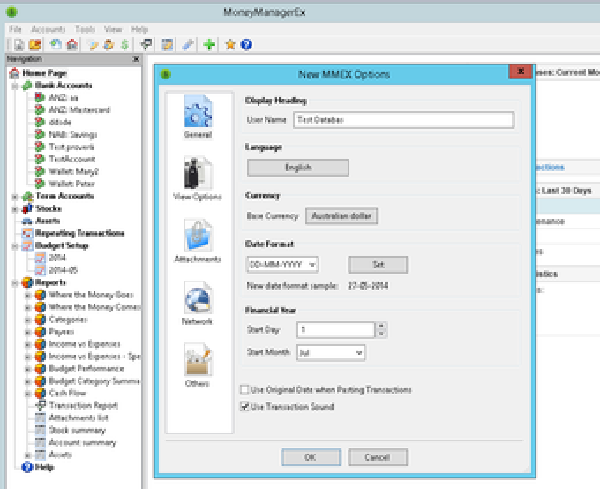 MoneyManagerEx
File Accounts Tools View Help
Navigation
Home Page
Bank Accounts
ANZ:
ANZ: Mastercard
NAB: Savings
TestAccount
Wallet: Mary2
Wallet: Peter
Term Accounts
Stocks
Assets
Repeating Transactions
Budget Setup
2014
2014-05
Reports
Where the Money Goes
Where the Money Comes
Categories
Payees
Income vs Expenses
Income vs Expenses - Spe
Budget Performance
Budget Category Summa
Cash Flow
Transaction Report
Attachments list
Stock summary
Account summary
Assets
Help
New MMEX Options
General
View Options
Attachments
Network
Others
Display Heading
User Name Test Databas
Language
English
Currency
Base Currency Australian dollar
Date Format
DD-MM-YYYY Set
New date format sample: 27-05-2014
Financial Year
Start Day 1
Start Month Jul
Use Original Date when Pasting Transactions
Use Transaction Sound
OK Cancel
ases: Current Mo
actions
: Last 30 Days
enance
es
tistics
s: